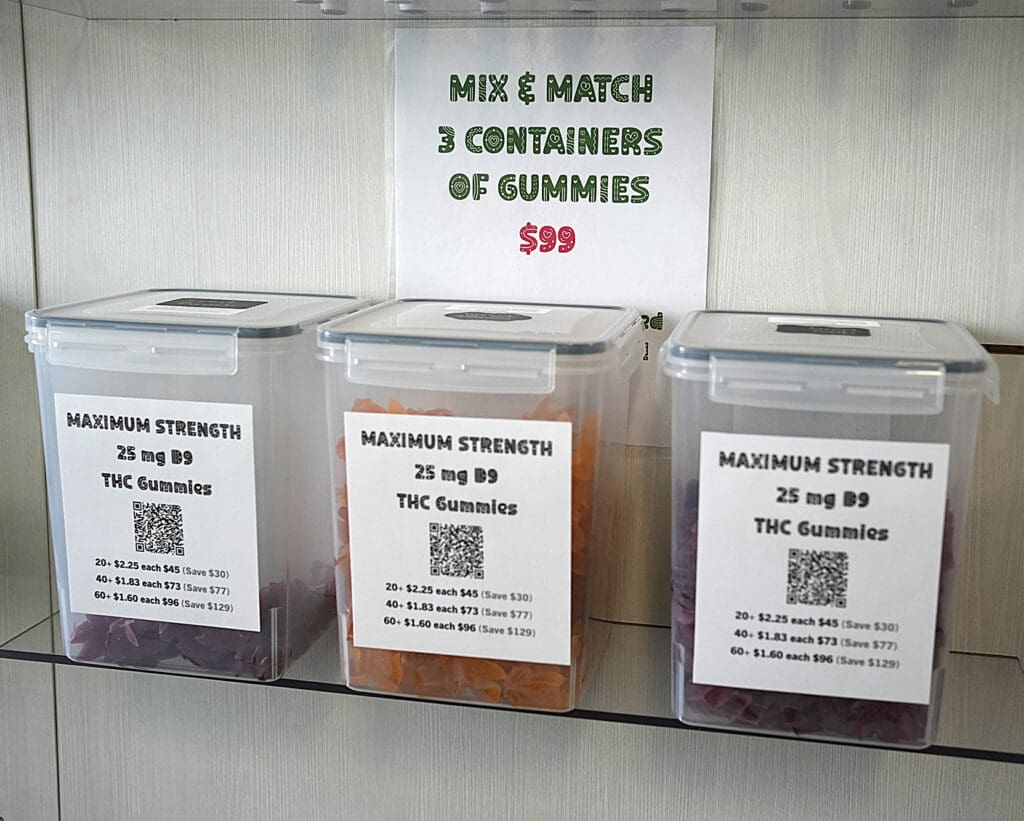 MIX & MATCH
3 CONTAINERS
OF GUMMIES
$99
MAXIMUM STRENGTH
25 mg D9
THC Gummies
20+ $2.25 each $45 (Save $30)
40+ $1.83 each $73 (Save $77)
60+ $1.60 each $96 (Save $129)
MAXIMUM STRENGTH
25 mg D9
THC Gummies
20+ $2.25 each $45 (Save $30)
40+ $1.83 each $73 (Save $77)
60+ $1.60 each $96 (Save $129)
MAXIMUM STRENGTH
25 mg D9
THC Gummies
20+ $2.25 each $45 (Save $30)
40+ $1.83 each $73 (Save $77)
60+ $1.60 each $96 (Save $129)